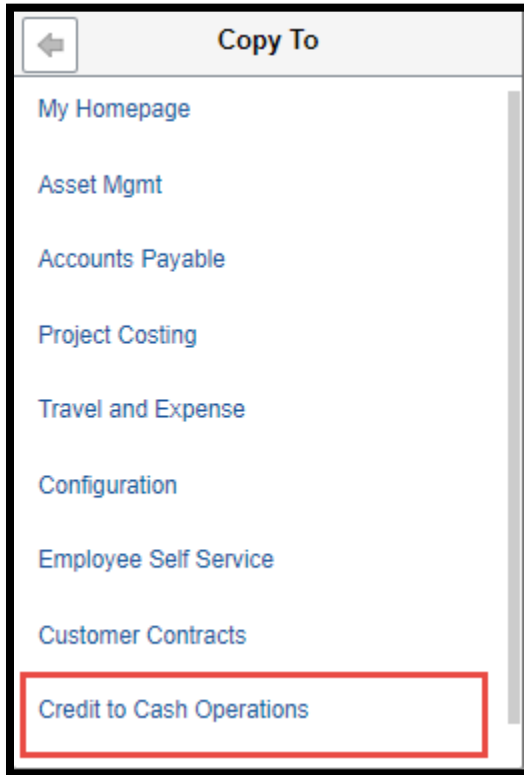 Copy To
My Homepage
Asset Mgmt
Accounts Payable
Project Costing
Travel and Expense
Configuration
Employee Self Service
Customer Contracts
Credit to Cash Operations